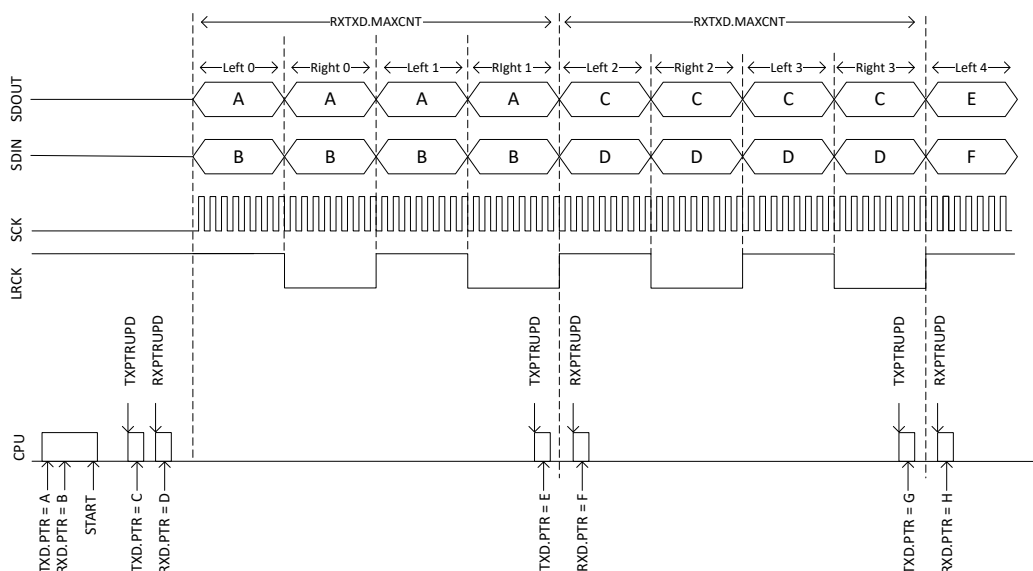 RXTXD.MAXCNT RXTXD.MAXCNT
Left 0 Right 0 Left 1 RIght 1 Left 2 Right 2 Left 3 Right 3 Left 4
SDOUT A A A A C C C C E
SDIN B B B B D D D D F
SCK
LRCK
TXPTRUPD RXPTRUPD TXPTRUPD RXPTRUPD TXPTRUPD RXPTRUPD
CPU
TXD.PTR = A RXD.PTR = B START TXD.PTR = C RXD.PTR = D TXD.PTR = E RXD.PTR = F TXD.PTR = G RXD.PTR = H